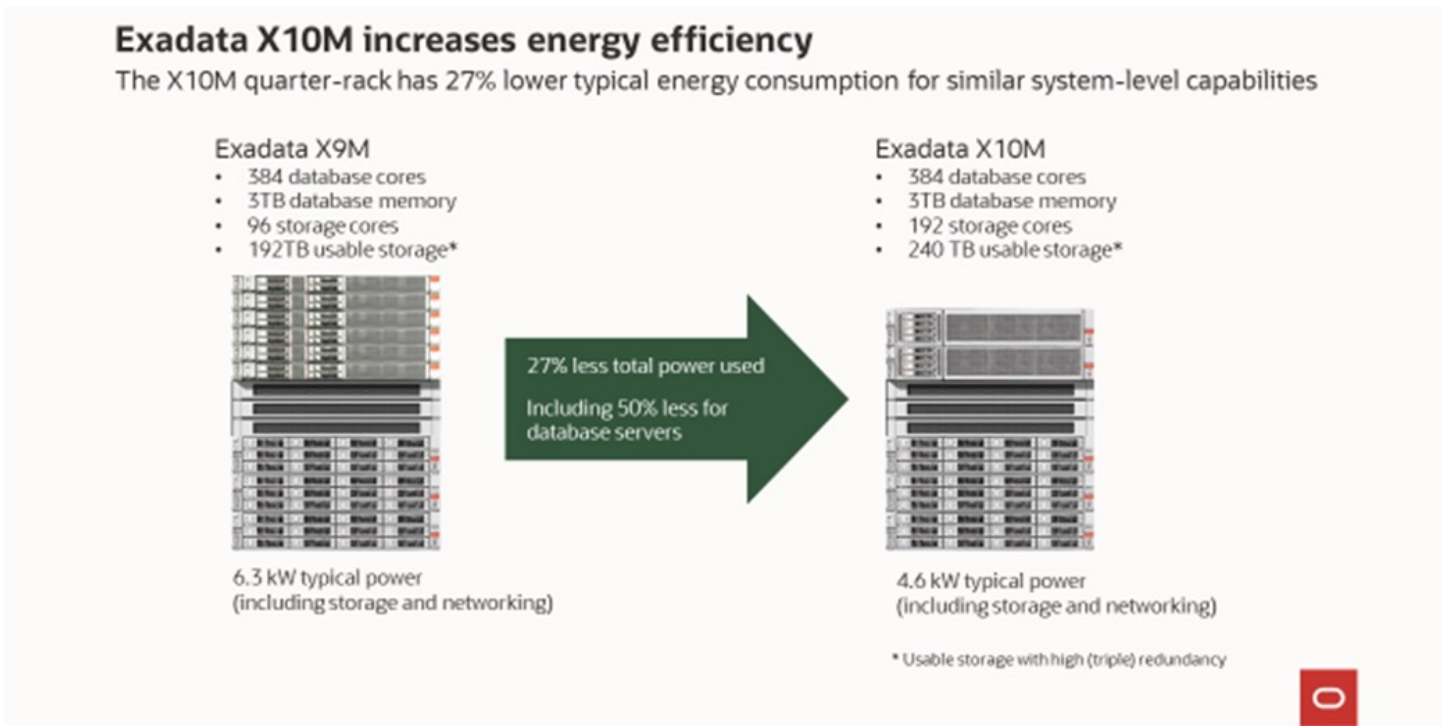 Exadata X10M increases energy efficiency
The X10M quarter-rack has 27% lower typical energy consumption for similar system-level capabilities
Exadata X9M
• 384 database cores
• 3TB database memory
• 96 storage cores
• 192TB usable storage*
6.3 kW typical power
(including storage and networking)
27% less total power used
Including 50% less for
database servers
Exadata X10M
• 384 database cores
• 3TB database memory
• 192 storage cores
• 240 TB usable storage*
4.6 kW typical power
(including storage and networking)
* Usable storage with high (triple) redundancy